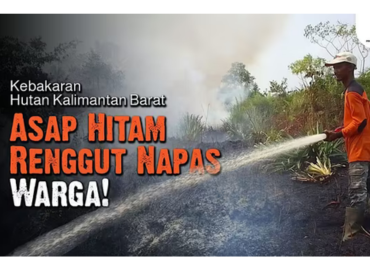 Kebakaran
Hutan Kalimantan Barat
ASAP HITAM
RENGGUT NAPAS
WARGA!